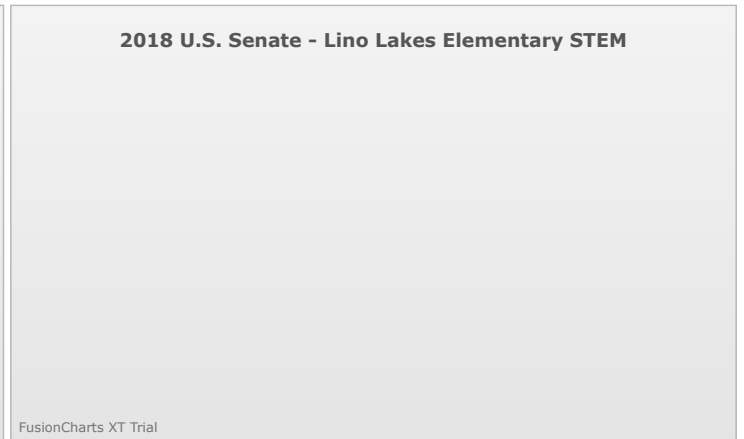 2018 U.S. Senate - Lino Lakes Elementary STEM
FusionCharts XT Trial